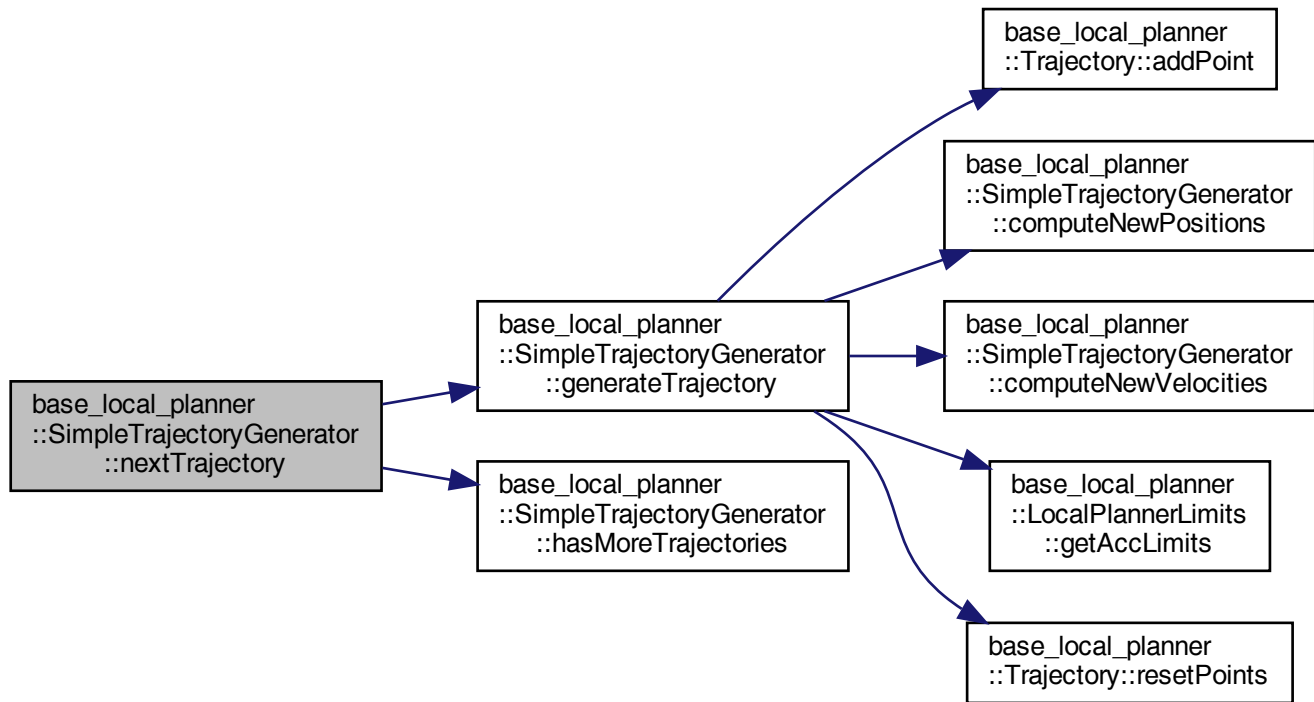 base_local_planner
::SimpleTrajectoryGenerator
::nextTrajectory
base_local_planner
::SimpleTrajectoryGenerator
::generateTrajectory
base_local_planner
::SimpleTrajectoryGenerator
::hasMoreTrajectories
base_local_planner
::Trajectory::addPoint
base_local_planner
::SimpleTrajectoryGenerator
::computeNewPositions
base_local_planner
::SimpleTrajectoryGenerator
::computeNewVelocities
base_local_planner
::LocalPlannerLimits
::getAccLimits
base_local_planner
::Trajectory::resetPoints